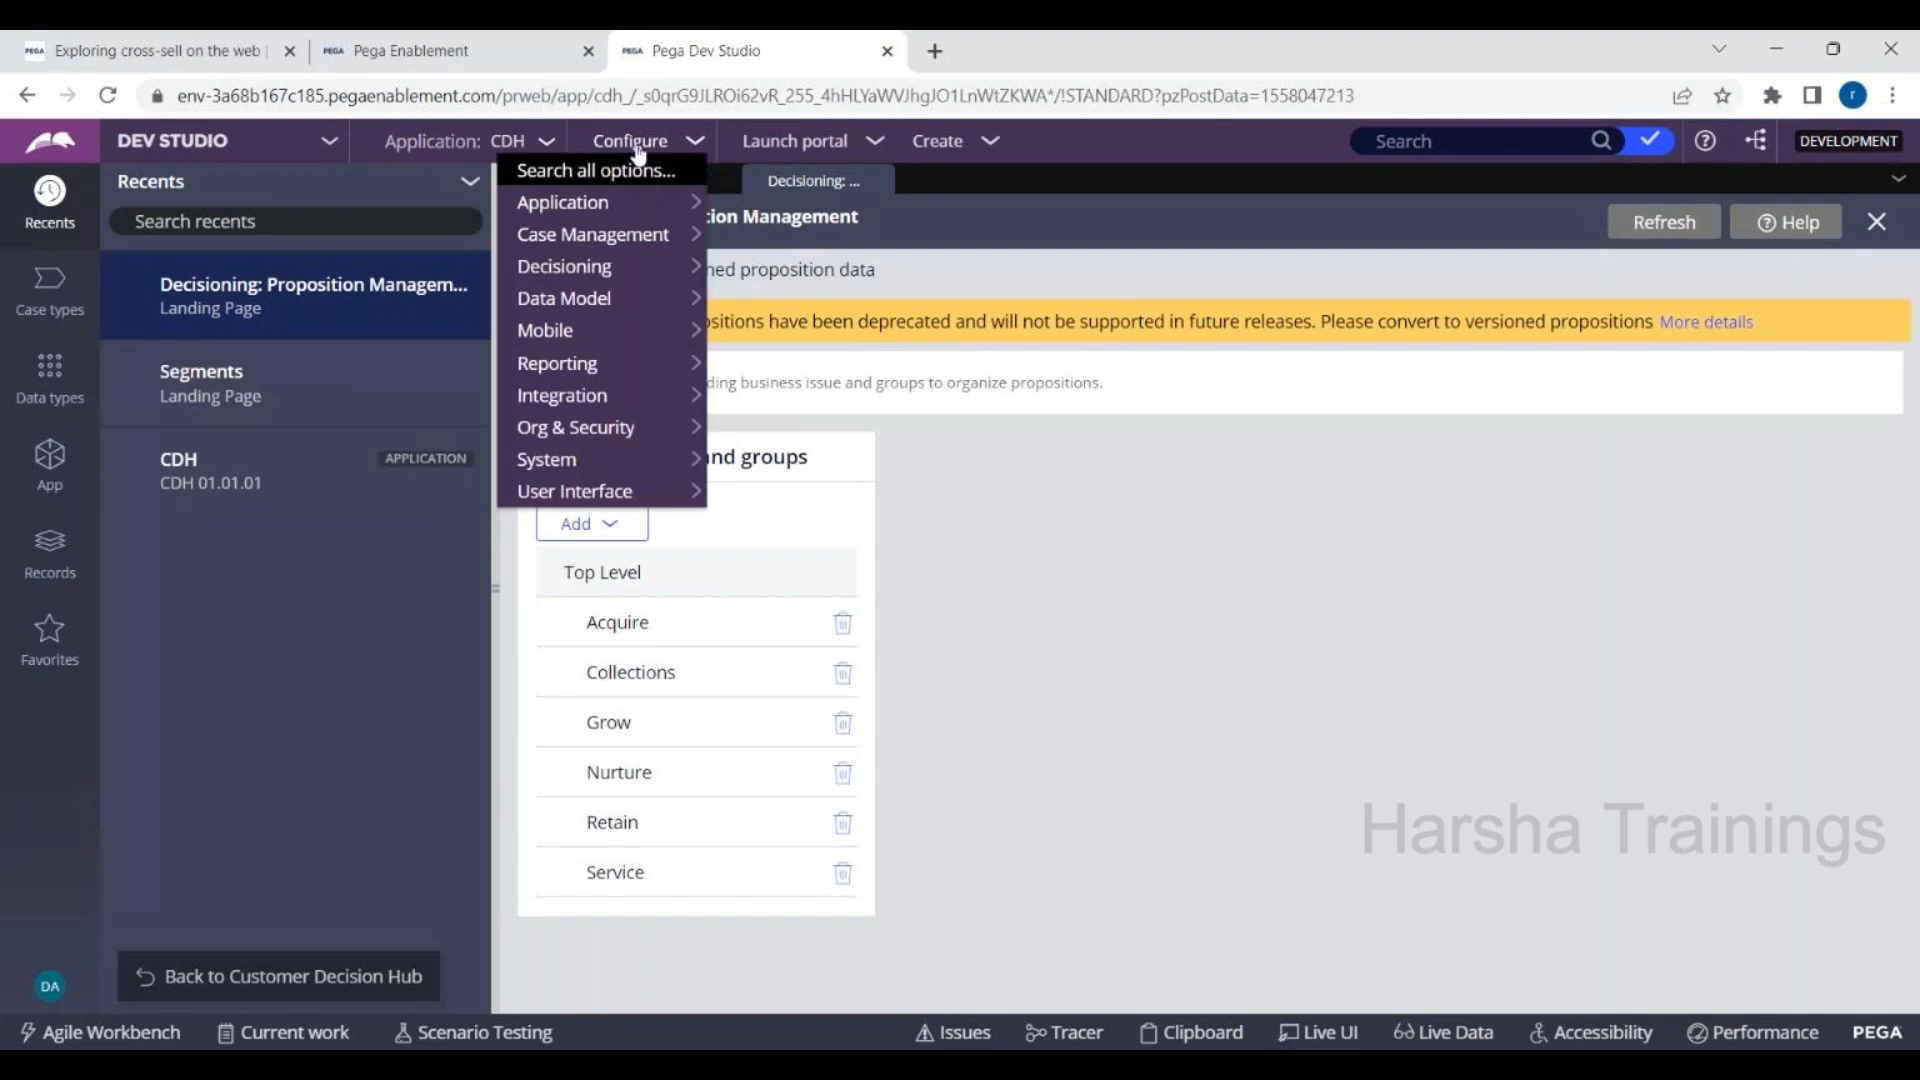 PEGA Exploring cross-sell on the web
PEGA Pega Enablement
PEGA Pega Dev Studio
env-3a68b167c185.pegaenablement.com/prweb/app/cdh_/_s0qrG9JLROi62vR_255_4hHLYaWVJhgJO1LnWtZKWA*/!STANDARD?pzPostData=1558047213
r
DEV STUDIO
Application: CDH
Configure
Launch portal
Create
Search
DEVELOPMENT
Recents
Recents
Search recents
Case types
Data types
App
Records
Favorites
DA
Decisioning: Proposition Managem...
Landing Page
Segments
Landing Page
CDH
APPLICATION
CDH 01.01.01
Back to Customer Decision Hub
Search all options...
Application
Case Management
Decisioning
Data Model
Mobile
Reporting
Integration
Org & Security
System
User Interface
Decisioning: ...
tion Management
Refresh
Help
ned proposition data
ositions have been deprecated and will not be supported in future releases. Please convert to versioned propositions More details
ding business issue and groups to organize propositions.
and groups
Add
Top Level
Acquire
Collections
Grow
Nurture
Retain
Service
Harsha Trainings
Agile Workbench
Current work
Scenario Testing
Issues
Tracer
Clipboard
Live UI
Live Data
Accessibility
Performance
PEGA